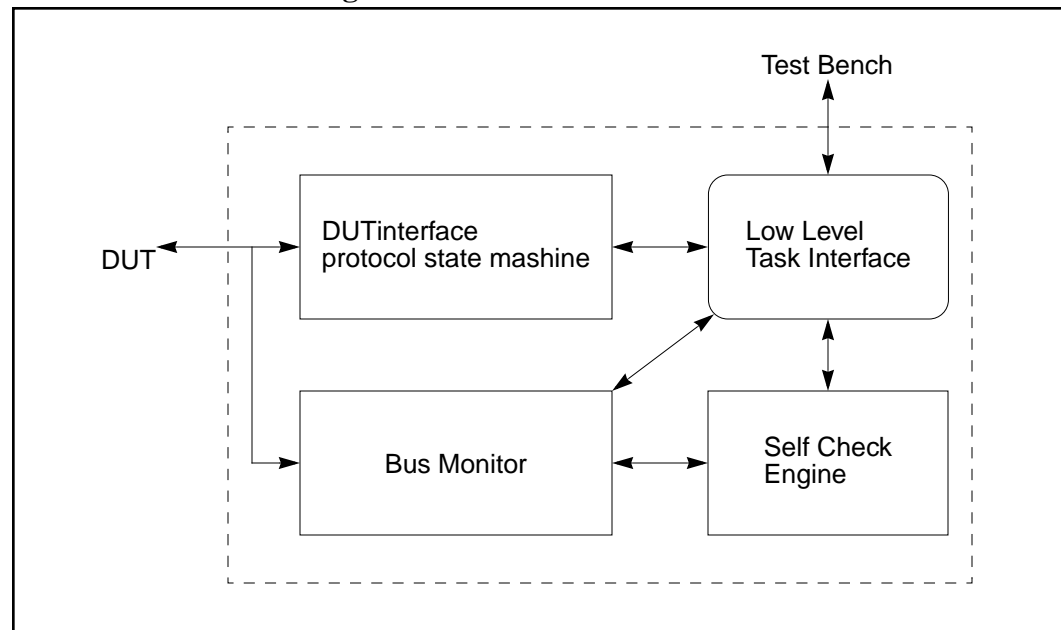 Test Bench
DUT
DUTinterface
protocol state mashine
Low Level
Task Interface
Bus Monitor
Self Check
Engine